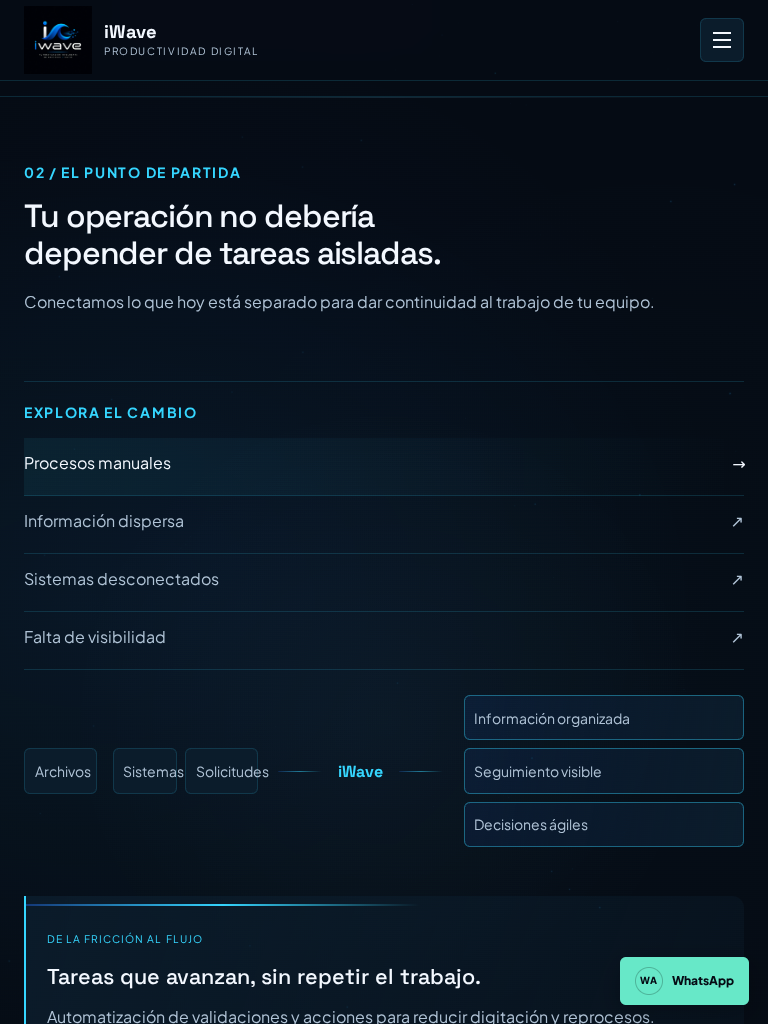 iwave
iWave
PRODUCTIVIDAD DIGITAL
02 / EL PUNTO DE PARTIDA
Tu operación no debería
depender de tareas aisladas.
Conectamos lo que hoy está separado para dar continuidad al trabajo de tu equipo.
EXPLORA EL CAMBIO
Procesos manuales →
Información dispersa ↗
Sistemas desconectados ↗
Falta de visibilidad ↗
Información organizada
Archivos Sistemas Solicitudes iWave Seguimiento visible
Decisiones ágiles
DE LA FRICCIÓN AL FLUJO
Tareas que avanzan, sin repetir el trabajo.
WA WhatsApp
Automatización de validaciones y acciones para reducir digitación y reprocesos.